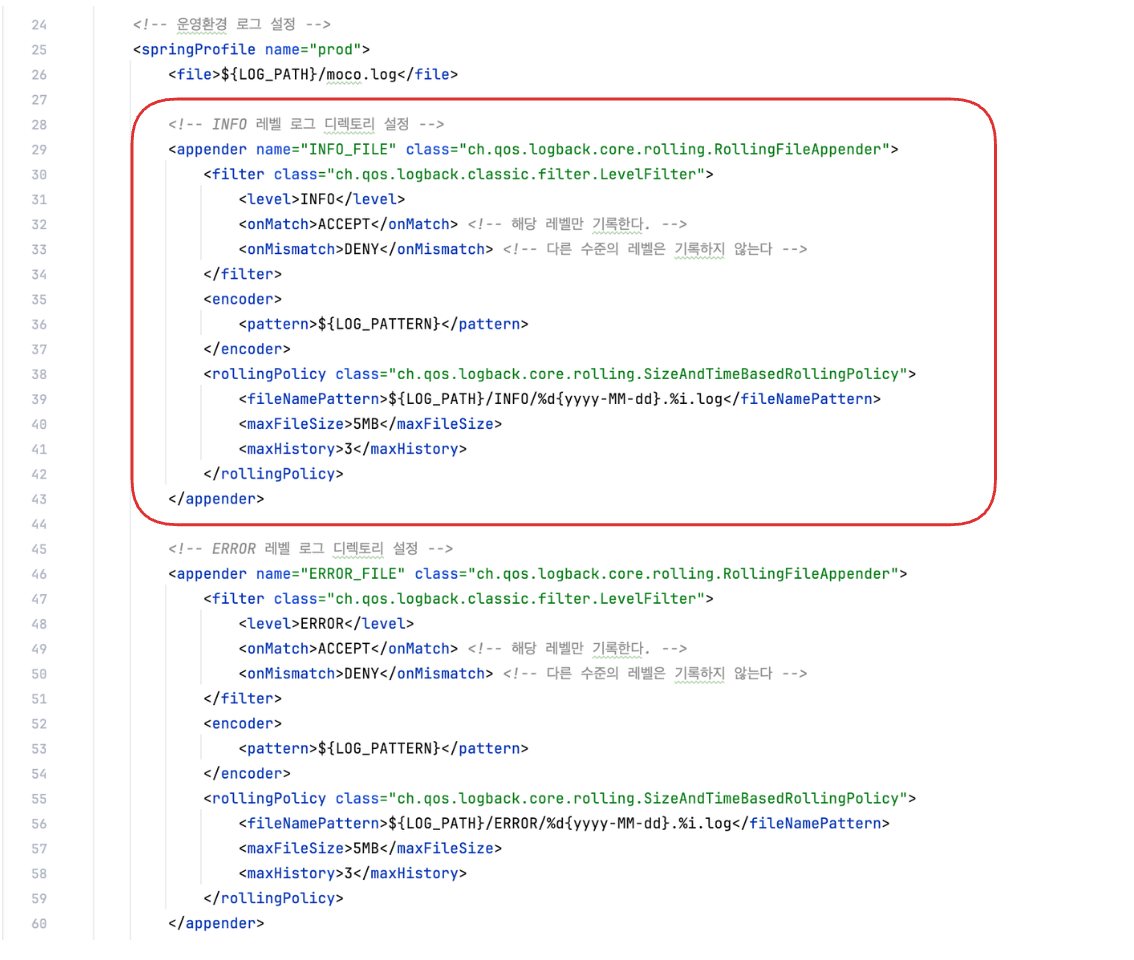 24 <!-- 운영환경 로그 설정 -->
25 <springProfile name="prod">
26 <file>${LOG_PATH}/moco.log</file>
27
28 <!-- INFO 레벨 로그 디렉토리 설정 -->
29 <appender name="INFO_FILE" class="ch.qos.logback.core.rolling.RollingFileAppender">
30 <filter class="ch.qos.logback.classic.filter.LevelFilter">
31 <level>INFO</level>
32 <onMatch>ACCEPT</onMatch> <!-- 해당 레벨만 기록한다. -->
33 <onMismatch>DENY</onMismatch> <!-- 다른 수준의 레벨은 기록하지 않는다 -->
34 </filter>
35 <encoder>
36 <pattern>${LOG_PATTERN}</pattern>
37 </encoder>
38 <rollingPolicy class="ch.qos.logback.core.rolling.SizeAndTimeBasedRollingPolicy">
39 <fileNamePattern>${LOG_PATH}/INFO/%d{yyyy-MM-dd}.%i.log</fileNamePattern>
40 <maxFileSize>5MB</maxFileSize>
41 <maxHistory>3</maxHistory>
42 </rollingPolicy>
43 </appender>
44
45 <!-- ERROR 레벨 로그 디렉토리 설정 -->
46 <appender name="ERROR_FILE" class="ch.qos.logback.core.rolling.RollingFileAppender">
47 <filter class="ch.qos.logback.classic.filter.LevelFilter">
48 <level>ERROR</level>
49 <onMatch>ACCEPT</onMatch> <!-- 해당 레벨만 기록한다. -->
50 <onMismatch>DENY</onMismatch> <!-- 다른 수준의 레벨은 기록하지 않는다 -->
51 </filter>
52 <encoder>
53 <pattern>${LOG_PATTERN}</pattern>
54 </encoder>
55 <rollingPolicy class="ch.qos.logback.core.rolling.SizeAndTimeBasedRollingPolicy">
56 <fileNamePattern>${LOG_PATH}/ERROR/%d{yyyy-MM-dd}.%i.log</fileNamePattern>
57 <maxFileSize>5MB</maxFileSize>
58 <maxHistory>3</maxHistory>
59 </rollingPolicy>
60 </appender>